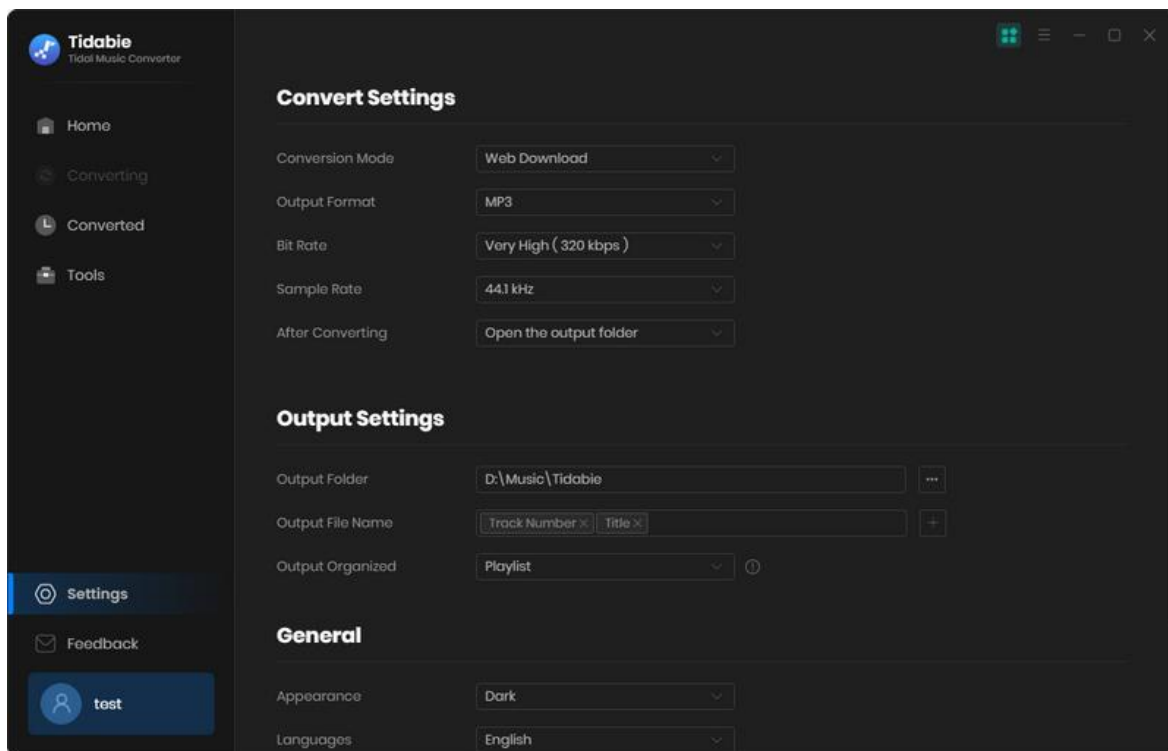 Tidabie
Tidal Music Converter
Home
Converting
Converted
Tools
Settings
Feedback
test
Convert Settings
Conversion Mode Web Download
Output Format MP3
Bit Rate Very High ( 320 kbps )
Sample Rate 44.1 kHz
After Converting Open the output folder
Output Settings
Output Folder D:\Music\Tidabie ...
Output File Name Track Number × Title × +
Output Organized Playlist
General
Appearance Dark
Languages English